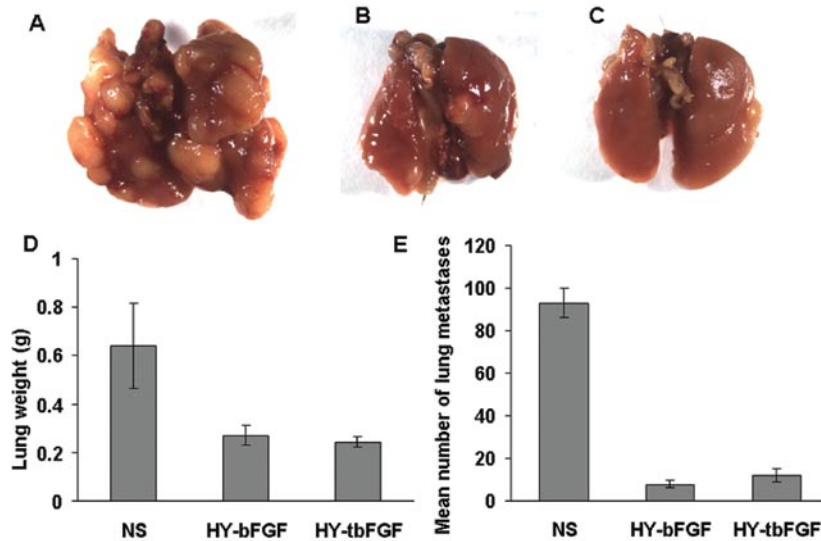 A
B
C
D
E
Lung weight (g)
1
0.8
0.6
0.4
0.2
0
NS
HY-bFGF
HY-tbFGF
Mean number of lung metastases
120
100
80
60
40
20
0
NS
HY-bFGF
HY-tbFGF